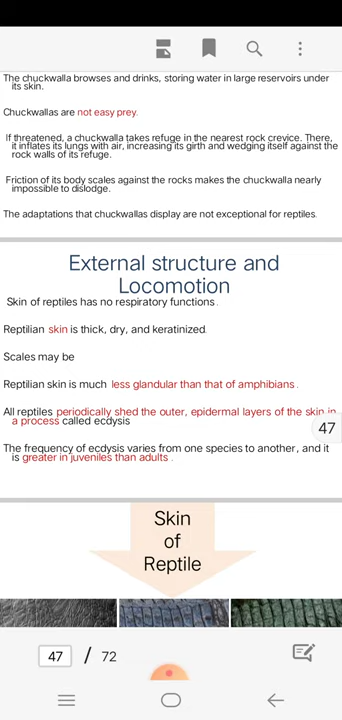 The chuckwalla browses and drinks, storing water in large reservoirs under
its skin.
Chuckwallas are not easy prey.
If threatened, a chuckwalla takes refuge in the nearest rock crevice. There,
it inflates its lungs with air, increasing its girth and wedging itself against the
rock walls of its refuge.
Friction of its body scales against the rocks makes the chuckwalla nearly
impossible to dislodge.
The adaptations that chuckwallas display are not exceptional for reptiles.
External structure and
Locomotion
Skin of reptiles has no respiratory functions.
Reptilian skin is thick, dry, and keratinized.
Scales may be
Reptilian skin is much less glandular than that of amphibians.
All reptiles periodically shed the outer, epidermal layers of the skin in
a process called ecdysis
47
The frequency of ecdysis varies from one species to another, and it
is greater in juveniles than adults.
Skin
of
Reptile
47 / 72